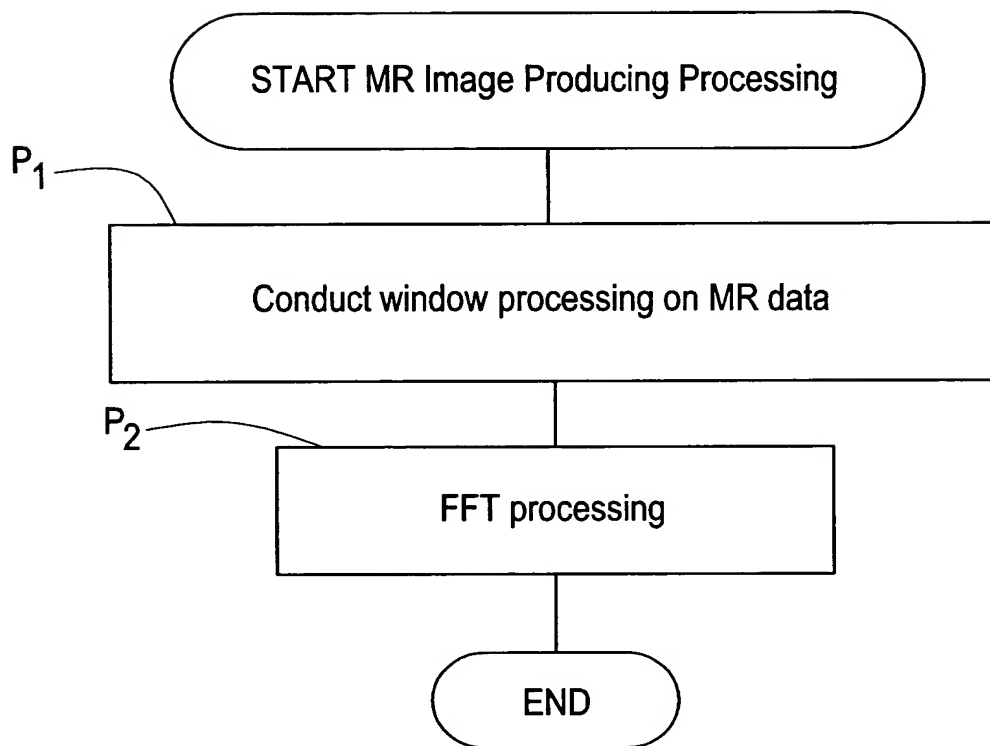 START MR Image Producing Processing
P1
Conduct window processing on MR data
P2
FFT processing
END